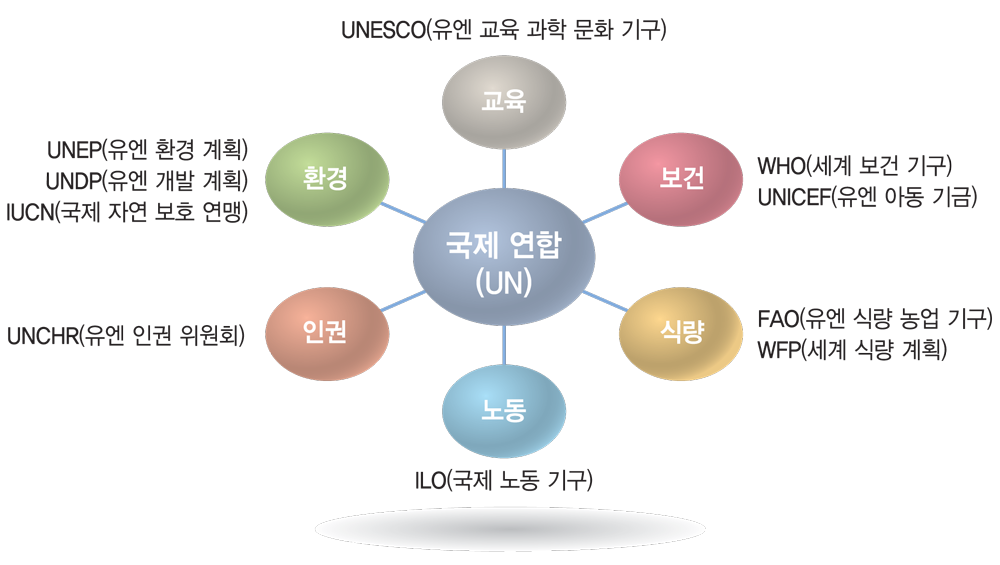 UNESCO(유엔 교육 과학 문화 기구)
교육
UNEP(유엔 환경 계획)
UNDP(유엔 개발 계획)
IUCN(국제 자연 보호 연맹)
환경
보건
WHO(세계 보건 기구)
UNICEF(유엔 아동 기금)
국제 연합
(UN)
UNCHR(유엔 인권 위원회)
인권
식량
FAO(유엔 식량 농업 기구)
WFP(세계 식량 계획)
노동
ILO(국제 노동 기구)